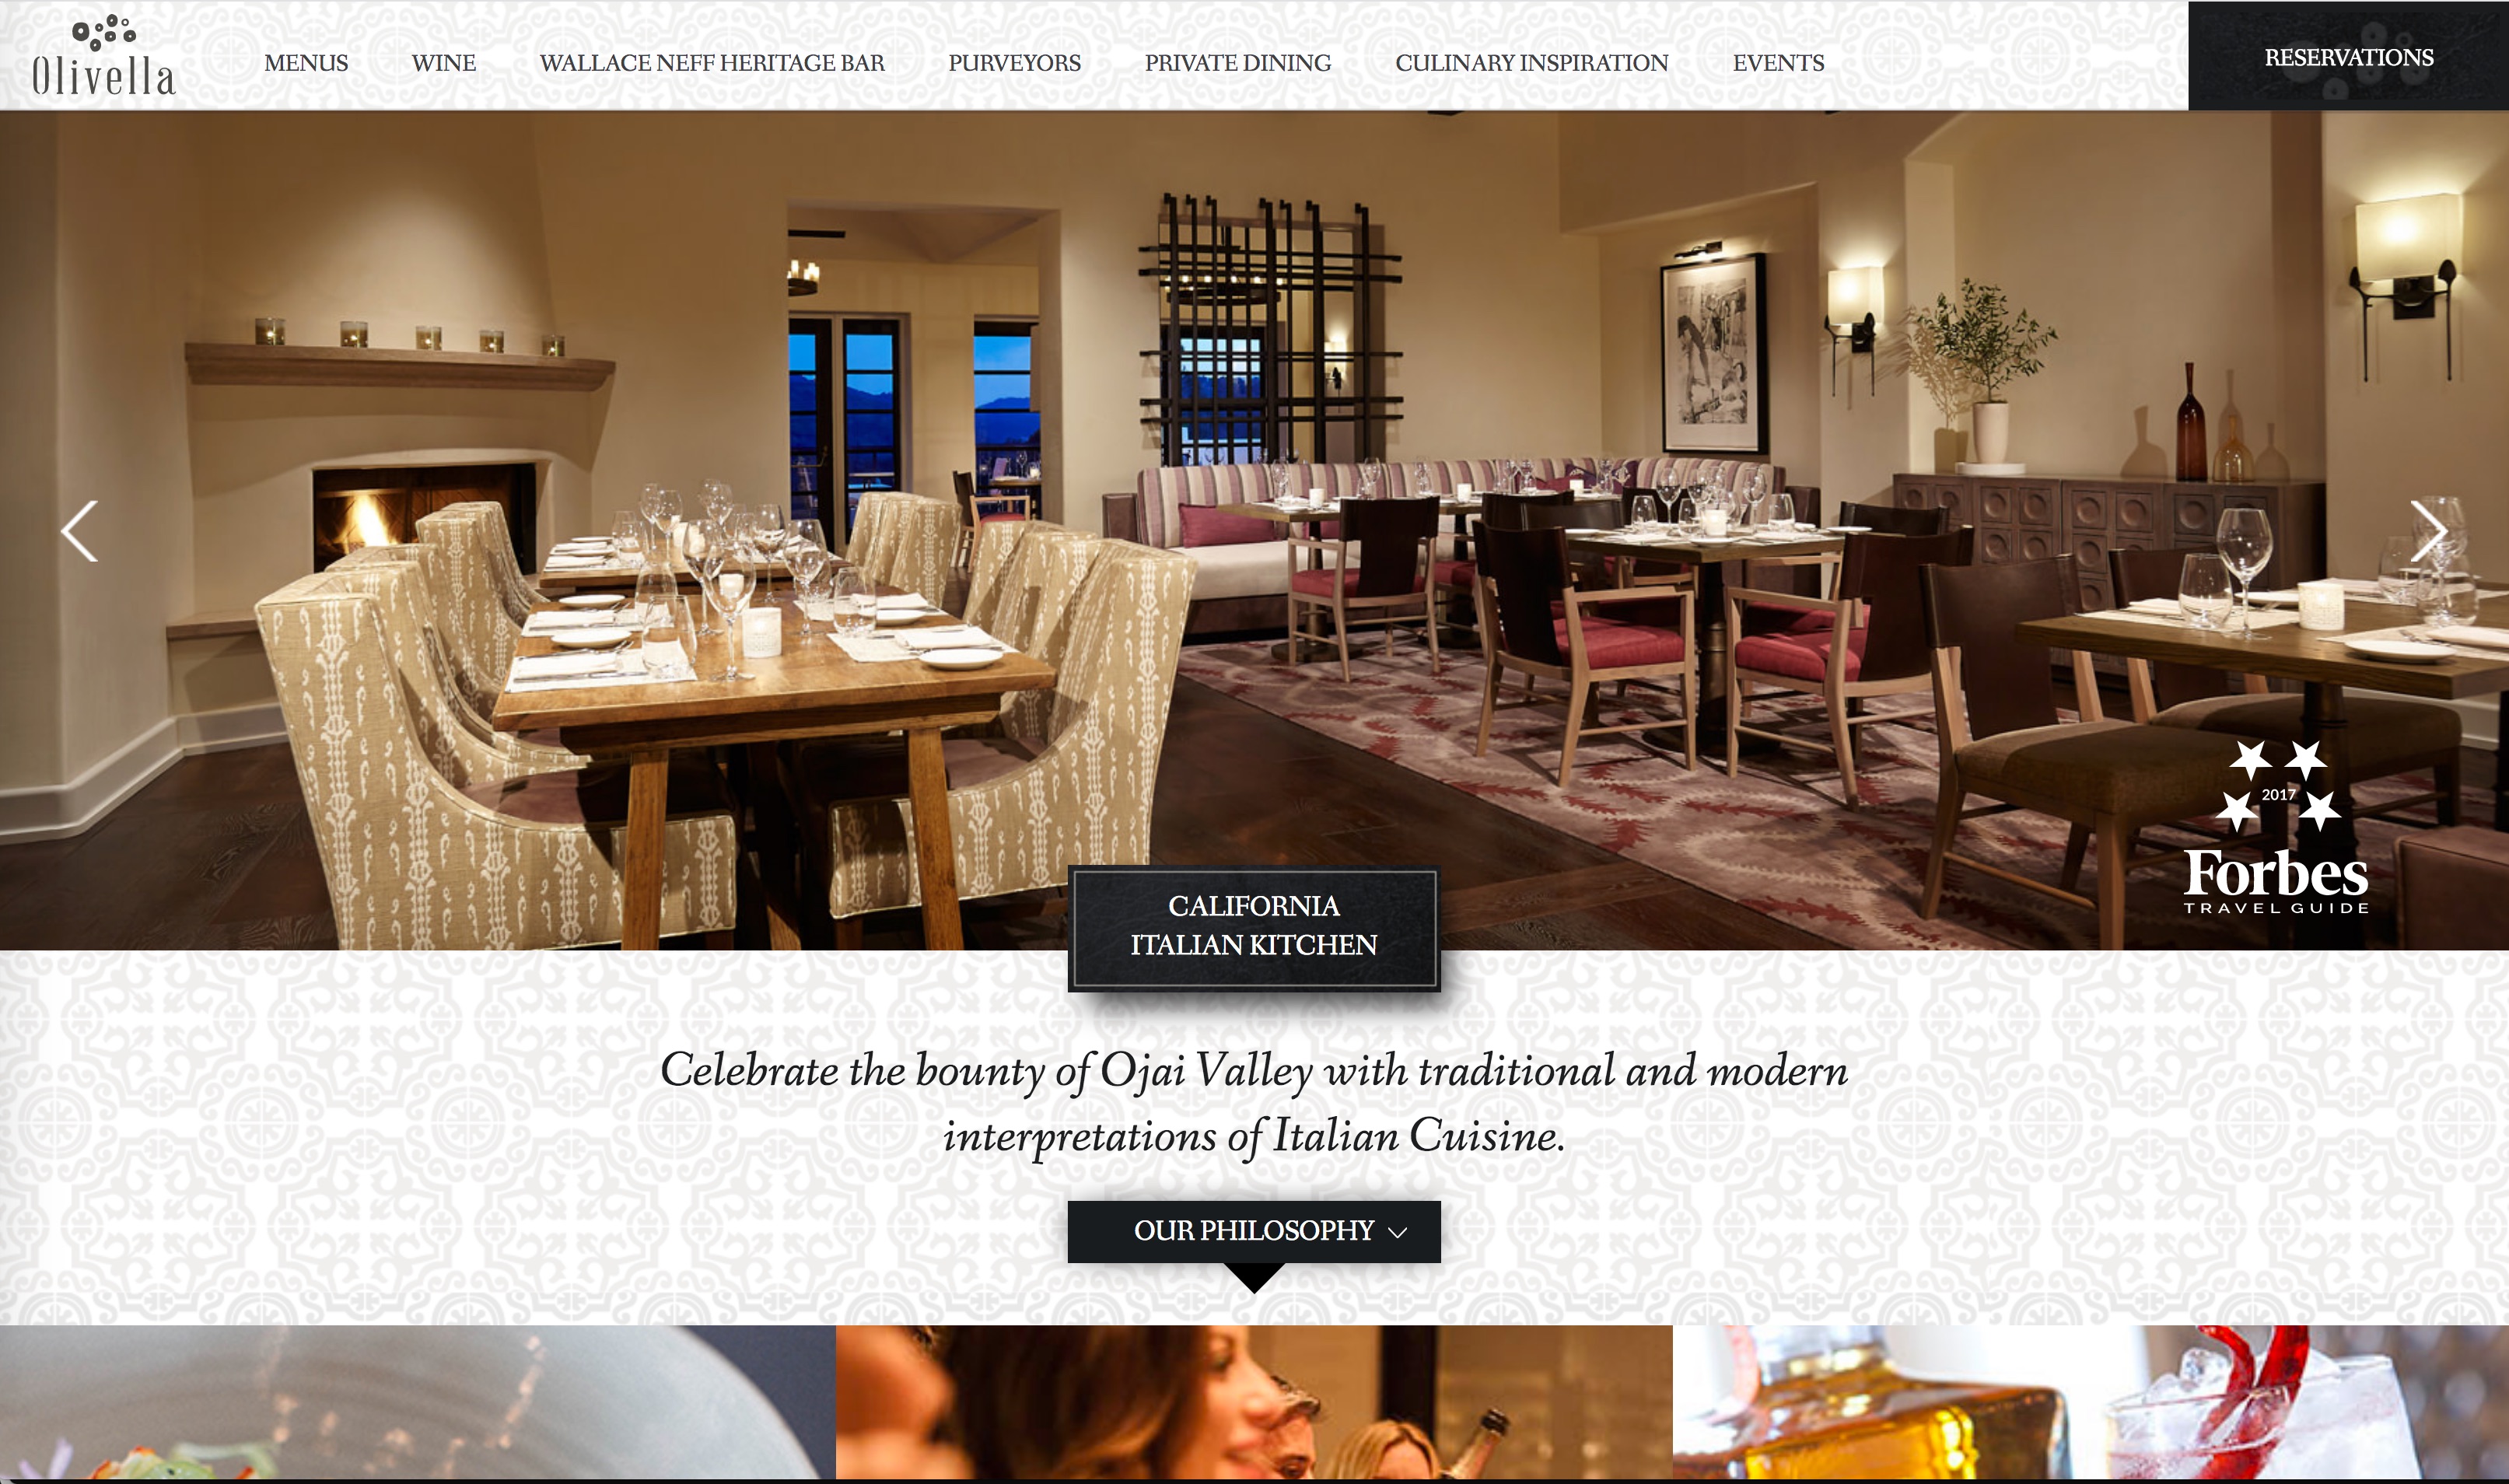 Olivella
MENUS
WINE
WALLACE NEFF HERITAGE BAR
PURVEYORS
PRIVATE DINING
CULINARY INSPIRATION
EVENTS
RESERVATIONS
2017
Forbes
TRAVEL GUIDE
CALIFORNIA
ITALIAN KITCHEN
Celebrate the bounty of Ojai Valley with traditional and modern
interpretations of Italian Cuisine.
OUR PHILOSOPHY